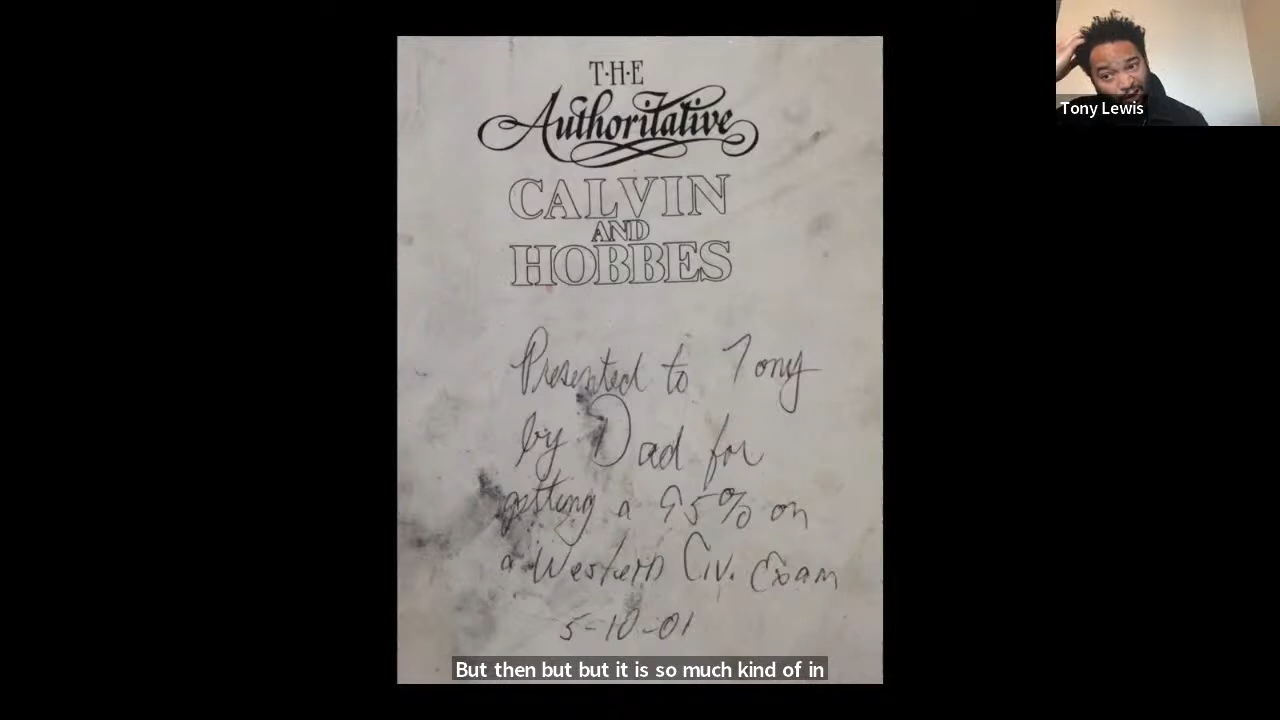 T·H·E
Authoritative
CALVIN
AND
HOBBES
Presented to Tony
by Dad for
getting a 95% on
a Western Civ. Exam
5-10-01
But then but but it is so much kind of in
Tony Lewis